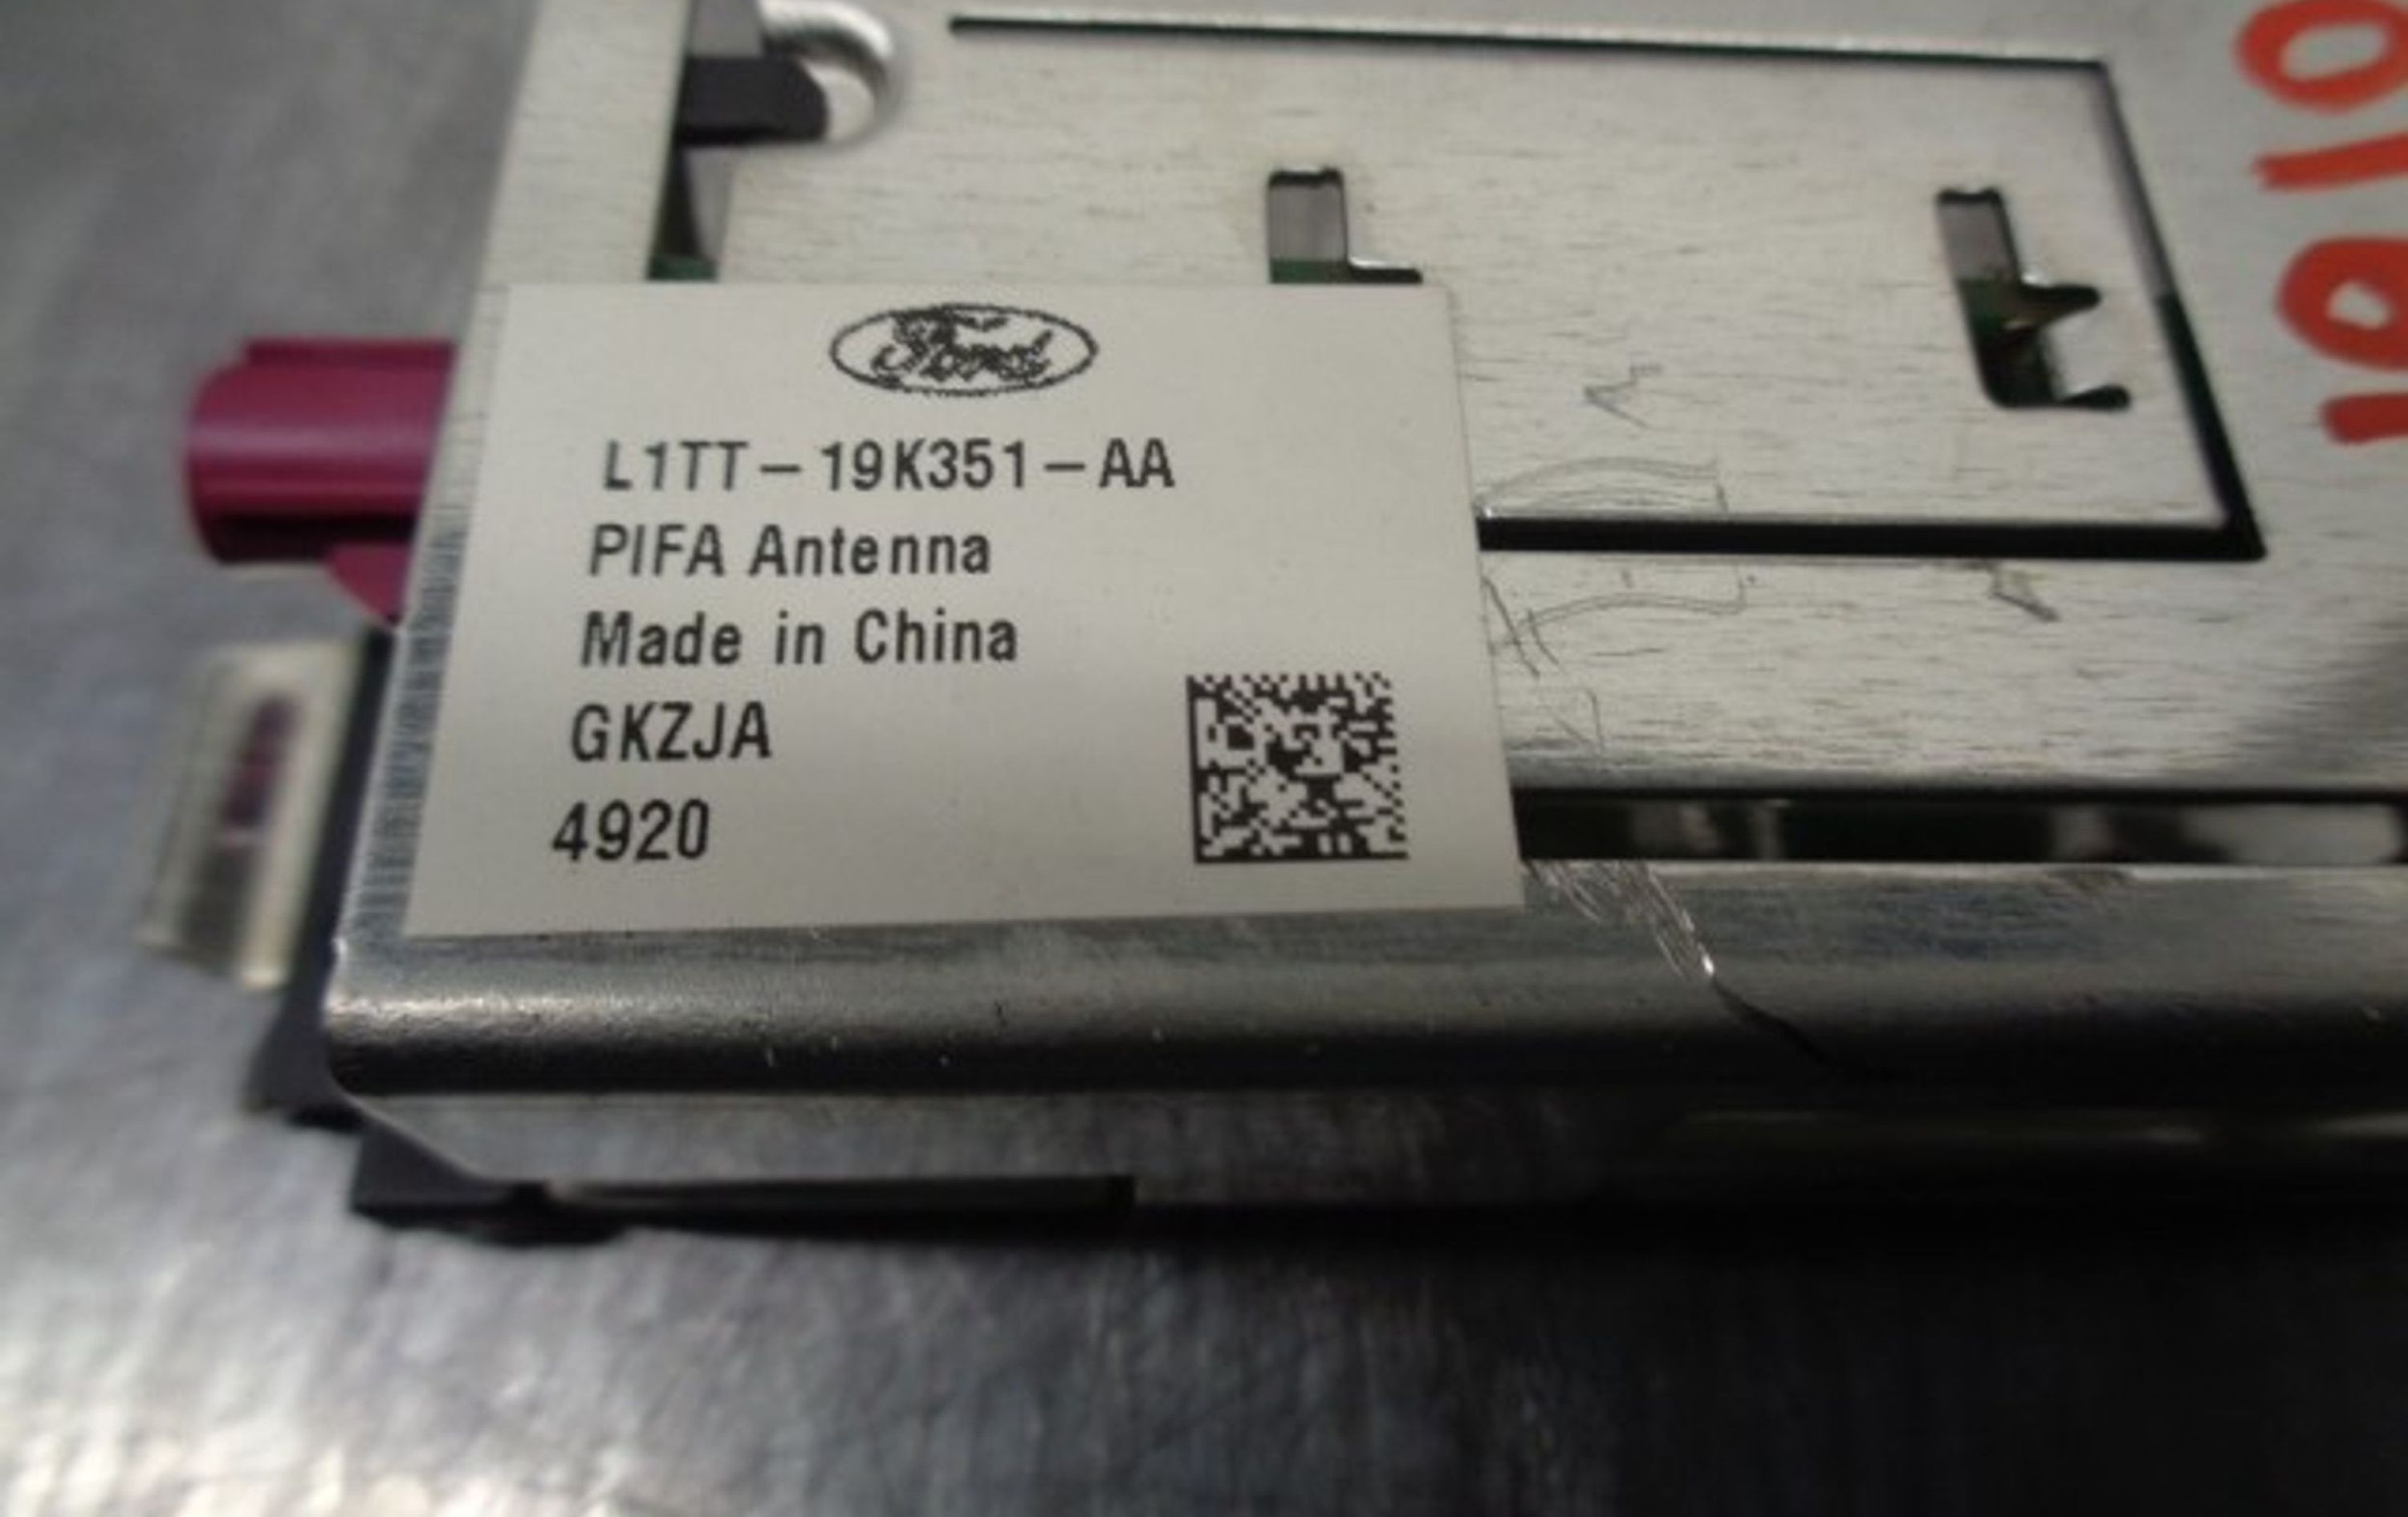 Ford
L1TT-19K351-AA
PIFA Antenna
Made in China
GKZJA
4920